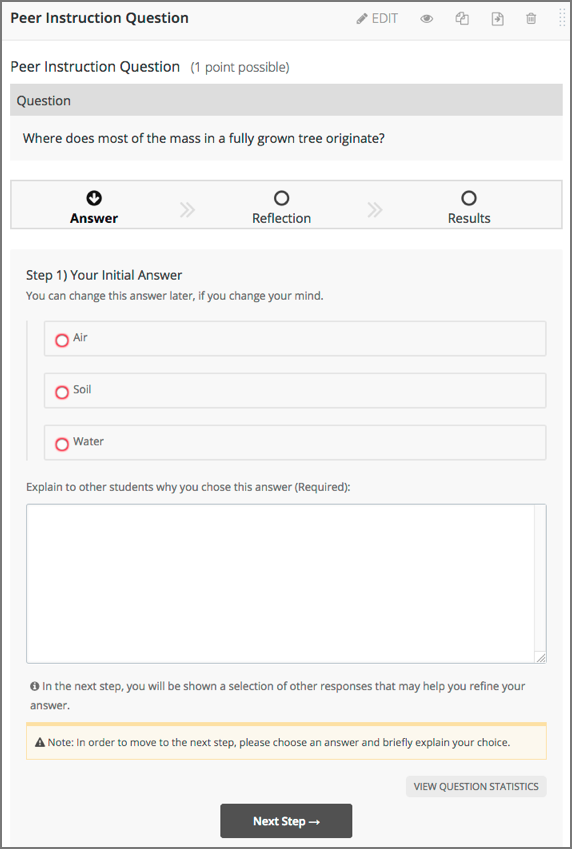 Peer Instruction Question
EDIT
Peer Instruction Question (1 point possible)
Question
Where does most of the mass in a fully grown tree originate?
Answer
Reflection
Results
Step 1) Your Initial Answer
You can change this answer later, if you change your mind.
Air
Soil
Water
Explain to other students why you chose this answer (Required):
In the next step, you will be shown a selection of other responses that may help you refine your
answer.
Note: In order to move to the next step, please choose an answer and briefly explain your choice.
VIEW QUESTION STATISTICS
Next Step →